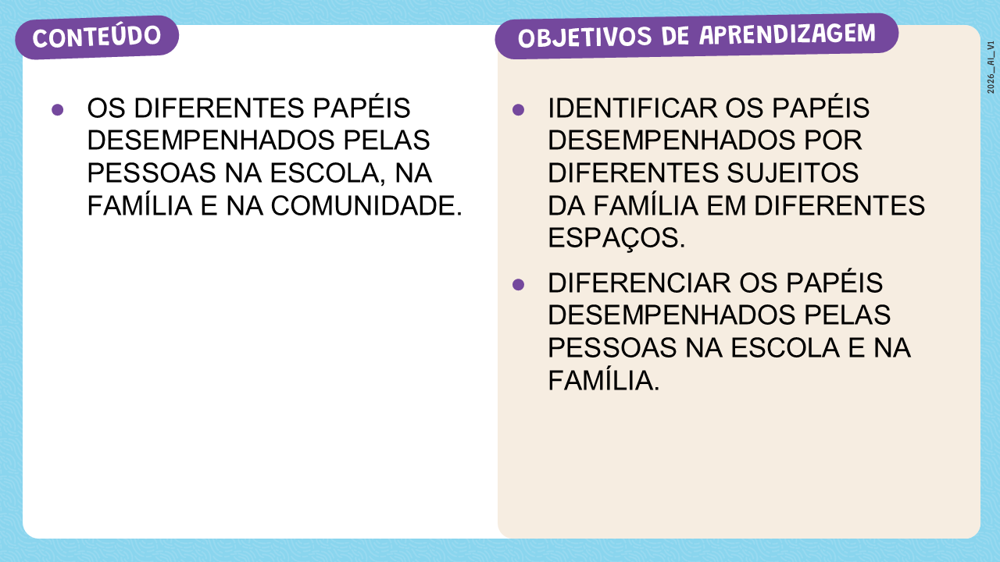 CONTEÚDO
● OS DIFERENTES PAPÉIS
DESEMPENHADOS PELAS
PESSOAS NA ESCOLA, NA
FAMÍLIA E NA COMUNIDADE.
OBJETIVOS DE APRENDIZAGEM
● IDENTIFICAR OS PAPÉIS
DESEMPENHADOS POR
DIFERENTES SUJEITOS
DA FAMÍLIA EM DIFERENTES
ESPAÇOS.
● DIFERENCIAR OS PAPÉIS
DESEMPENHADOS PELAS
PESSOAS NA ESCOLA E NA
FAMÍLIA.
2026_AI_V1